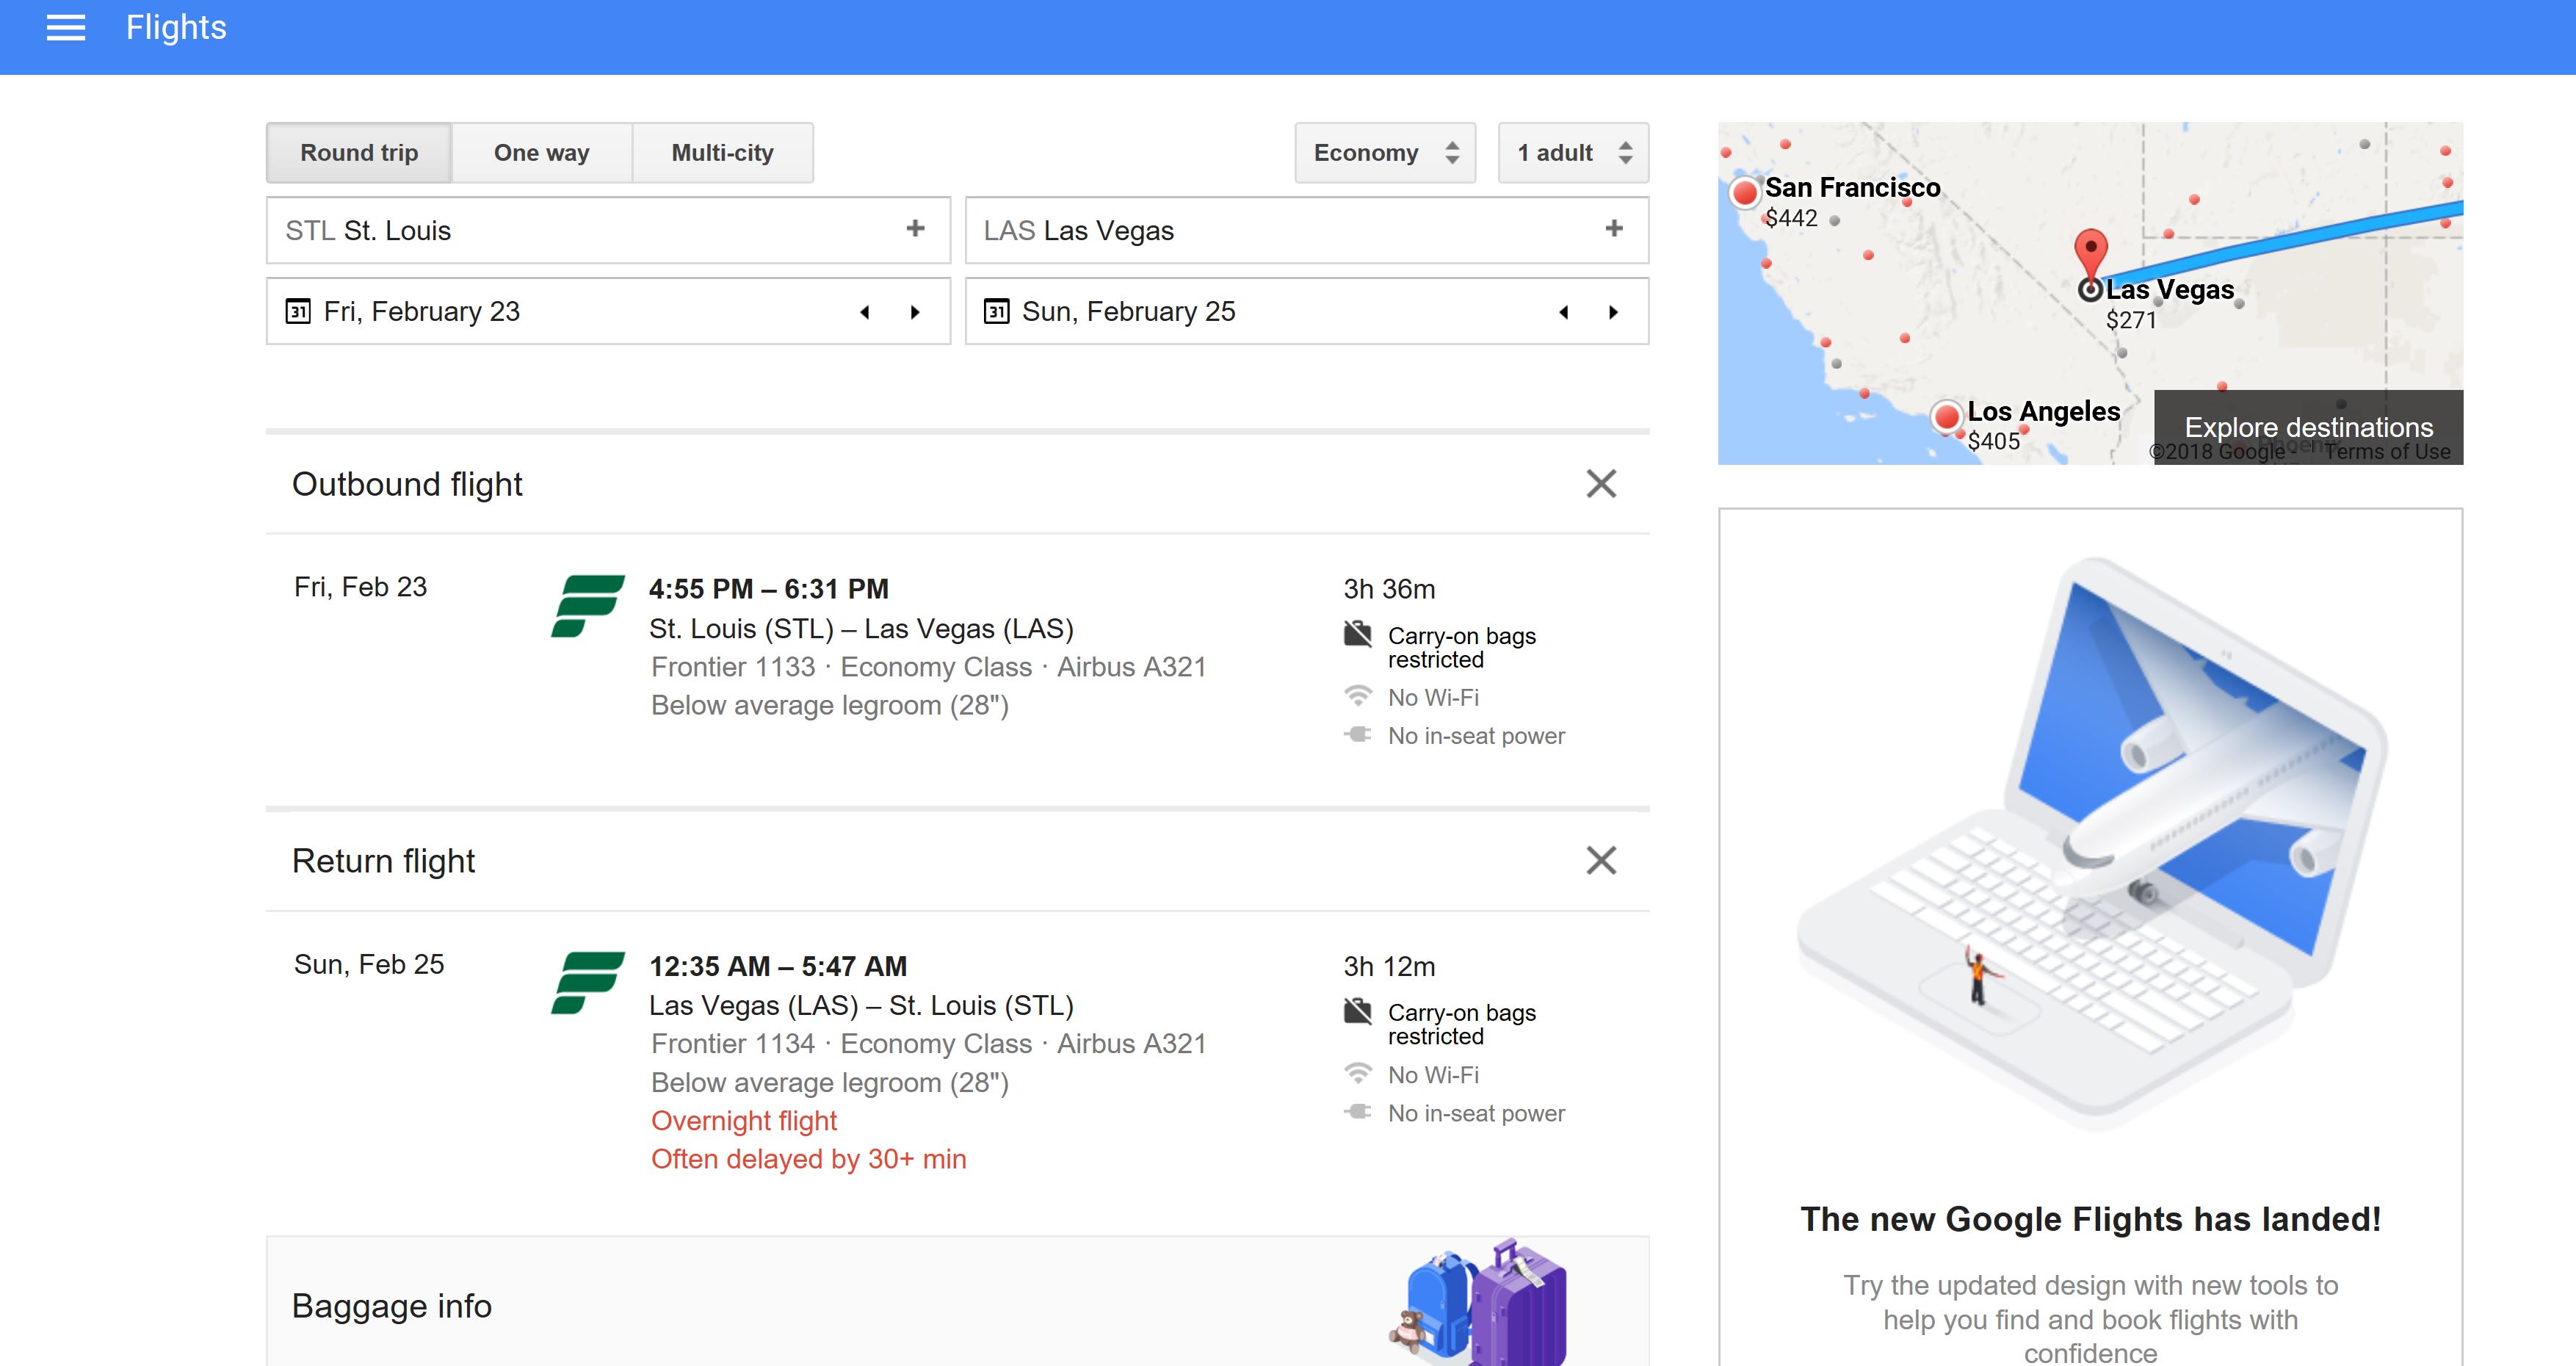 Flights
Round trip
One way
Multi-city
Economy
1 adult
STL St. Louis
LAS Las Vegas
31 Fri, February 23
31 Sun, February 25
San Francisco
$442
Las Vegas
$271
Los Angeles
$405
Explore destinations
Phoenix
©2018 Google - Terms of Use
Outbound flight
Fri, Feb 23
4:55 PM – 6:31 PM
St. Louis (STL) – Las Vegas (LAS)
Frontier 1133 · Economy Class · Airbus A321
Below average legroom (28")
3h 36m
Carry-on bags
restricted
No Wi-Fi
No in-seat power
Return flight
Sun, Feb 25
12:35 AM – 5:47 AM
Las Vegas (LAS) – St. Louis (STL)
Frontier 1134 · Economy Class · Airbus A321
Below average legroom (28")
Overnight flight
Often delayed by 30+ min
3h 12m
Carry-on bags
restricted
No Wi-Fi
No in-seat power
Baggage info
The new Google Flights has landed!
Try the updated design with new tools to
help you find and book flights with
confidence